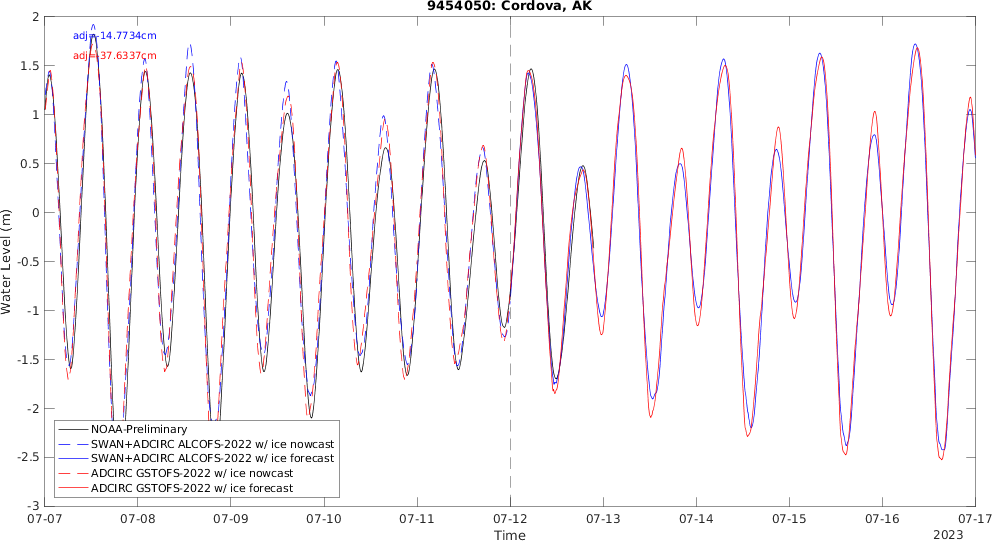 9454050: Cordova, AK
adj=-14.7734cm
adj=-37.6337cm
Water Level (m)
2
1.5
1
0.5
0
-0.5
-1
-1.5
-2
-2.5
-3
NOAA-Preliminary
SWAN+ADCIRC ALCOFS-2022 w/ ice nowcast
SWAN+ADCIRC ALCOFS-2022 w/ ice forecast
ADCIRC GSTOFS-2022 w/ ice nowcast
ADCIRC GSTOFS-2022 w/ ice forecast
07-07 07-08 07-09 07-10 07-11 07-12 07-13 07-14 07-15 07-16 07-17
Time
2023